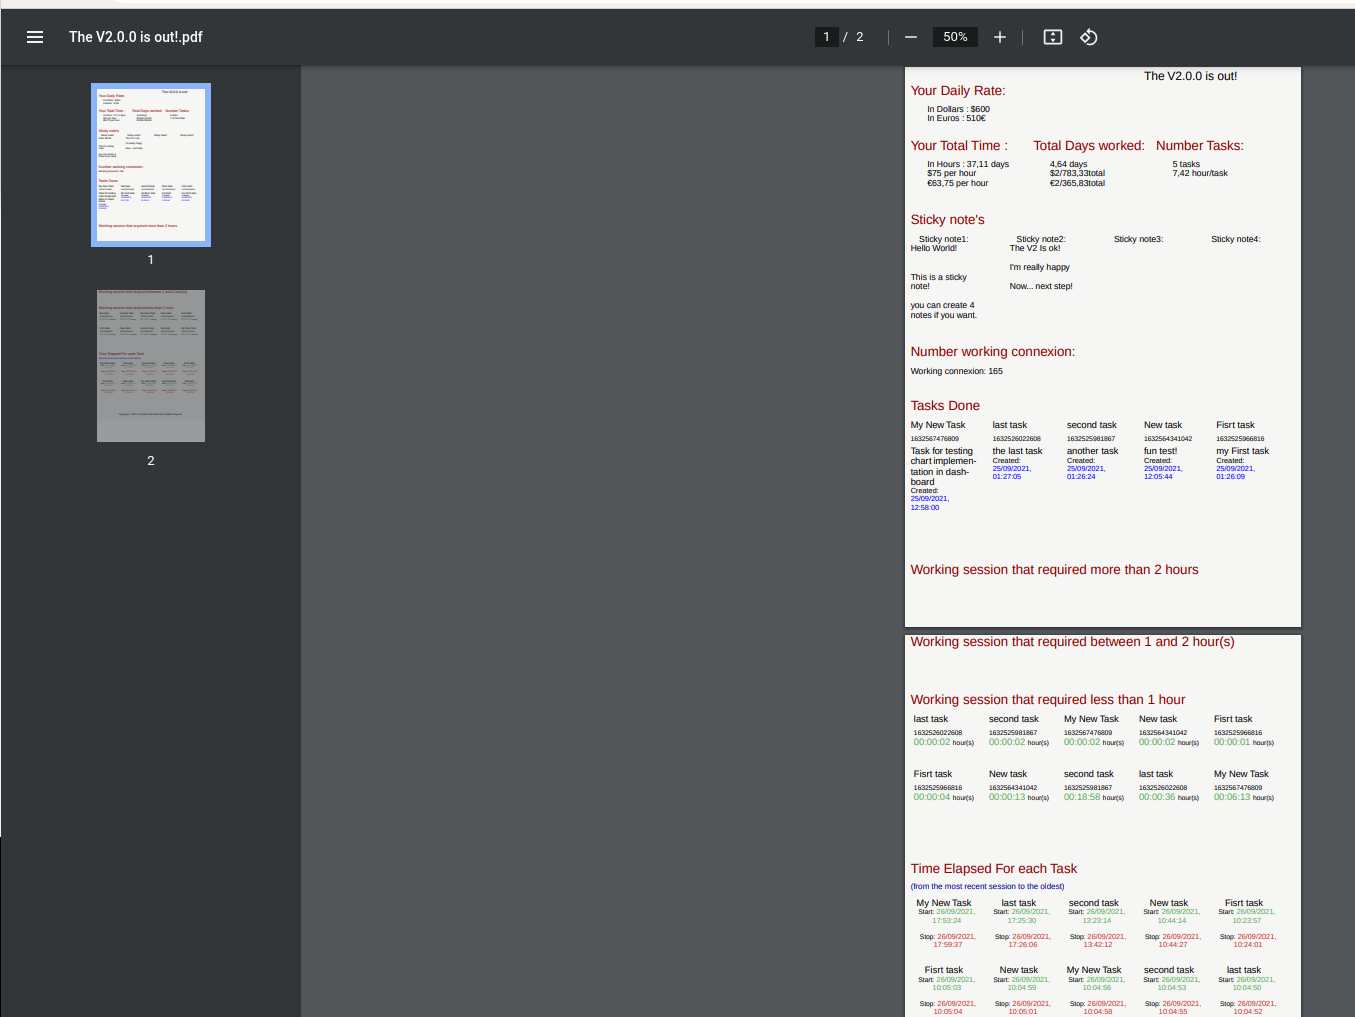 The V2.0.0 is out!.pdf
1 / 2
50%
1
2
The V2.0.0 is out!
Your Daily Rate:
In Dollars : $600
In Euros : 510€
Your Total Time : Total Days worked: Number Tasks:
In Hours : 37,11 days 4,64 days 5 tasks
$75 per hour $2/783,33total 7,42 hour/task
€63,75 per hour €2/365,83total
Sticky note's
Sticky note1: Sticky note2: Sticky note3: Sticky note4:
Hello World! The V2 Is ok!
I'm really happy
This is a sticky
note! Now... next step!
you can create 4
notes if you want.
Number working connexion:
Working connexion: 165
Tasks Done
My New Task last task second task New task Fisrt task
1632567476809 1632526022608 1632525981867 1632564341042 1632525966816
Task for testing the last task another task fun test! my First task
chart implemen- Created: Created: Created: Created:
tation in dash- 25/09/2021, 25/09/2021, 25/09/2021, 25/09/2021,
board 01:27:05 01:26:24 12:05:44 01:26:09
Created:
25/09/2021,
12:58:00
Working session that required more than 2 hours
Working session that required between 1 and 2 hour(s)
Working session that required less than 1 hour
last task second task My New Task New task Fisrt task
1632526022608 1632525981867 1632567476809 1632564341042 1632525966816
00:00:02 hour(s) 00:00:02 hour(s) 00:00:02 hour(s) 00:00:02 hour(s) 00:00:01 hour(s)
Fisrt task New task second task last task My New Task
1632525966816 1632564341042 1632525981867 1632526022608 1632567476809
00:00:04 hour(s) 00:00:13 hour(s) 00:18:58 hour(s) 00:00:36 hour(s) 00:06:13 hour(s)
Time Elapsed For each Task
(from the most recent session to the oldest)
My New Task last task second task New task Fisrt task
Start: 26/09/2021, Start: 26/09/2021, Start: 26/09/2021, Start: 26/09/2021, Start: 26/09/2021,
17:53:24 17:25:30 13:23:14 10:44:14 10:23:57
Stop: 26/09/2021, Stop: 26/09/2021, Stop: 26/09/2021, Stop: 26/09/2021, Stop: 26/09/2021,
17:59:37 17:26:06 13:42:12 10:44:27 10:24:01
Fisrt task New task My New Task second task last task
Start: 26/09/2021, Start: 26/09/2021, Start: 26/09/2021, Start: 26/09/2021, Start: 26/09/2021,
10:05:03 10:04:59 10:04:56 10:04:53 10:04:50
Stop: 26/09/2021, Stop: 26/09/2021, Stop: 26/09/2021, Stop: 26/09/2021, Stop: 26/09/2021,
10:05:04 10:05:01 10:04:58 10:04:55 10:04:52